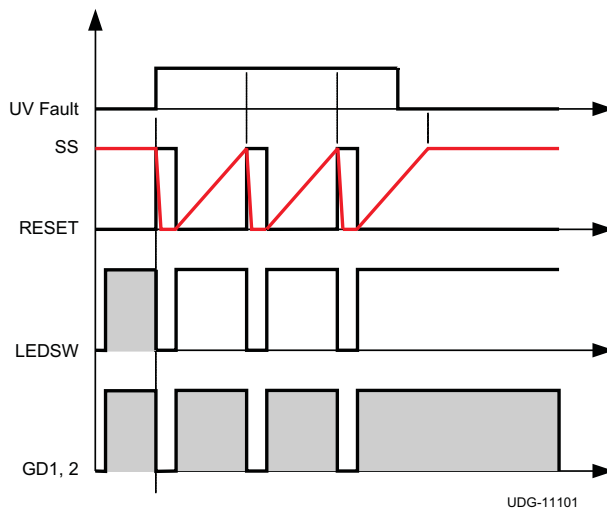 UV Fault
SS
RESET
LEDSW
GD1, 2
UDG-11101